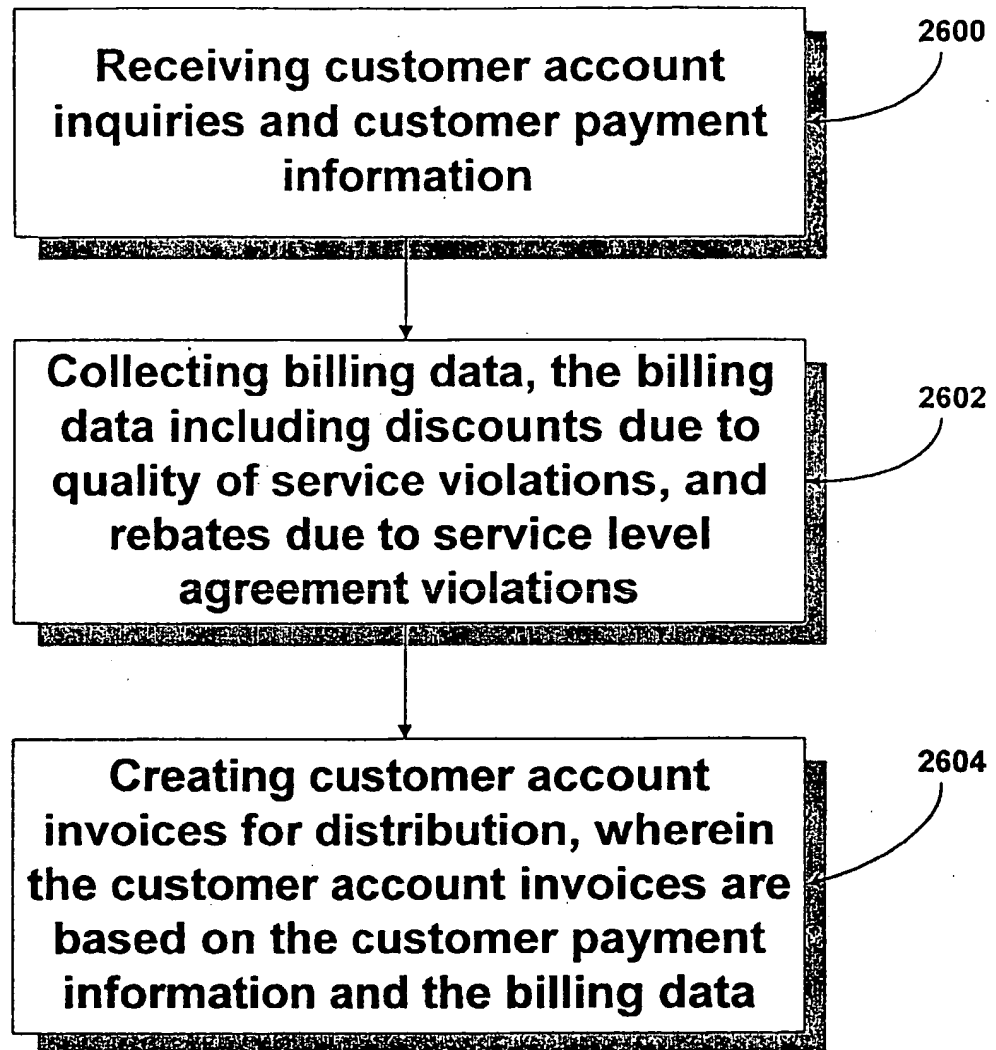 Receiving customer account
inquiries and customer payment
information
2600
Collecting billing data, the billing
data including discounts due to
quality of service violations, and
rebates due to service level
agreement violations
2602
Creating customer account
invoices for distribution, wherein
the customer account invoices are
based on the customer payment
information and the billing data
2604